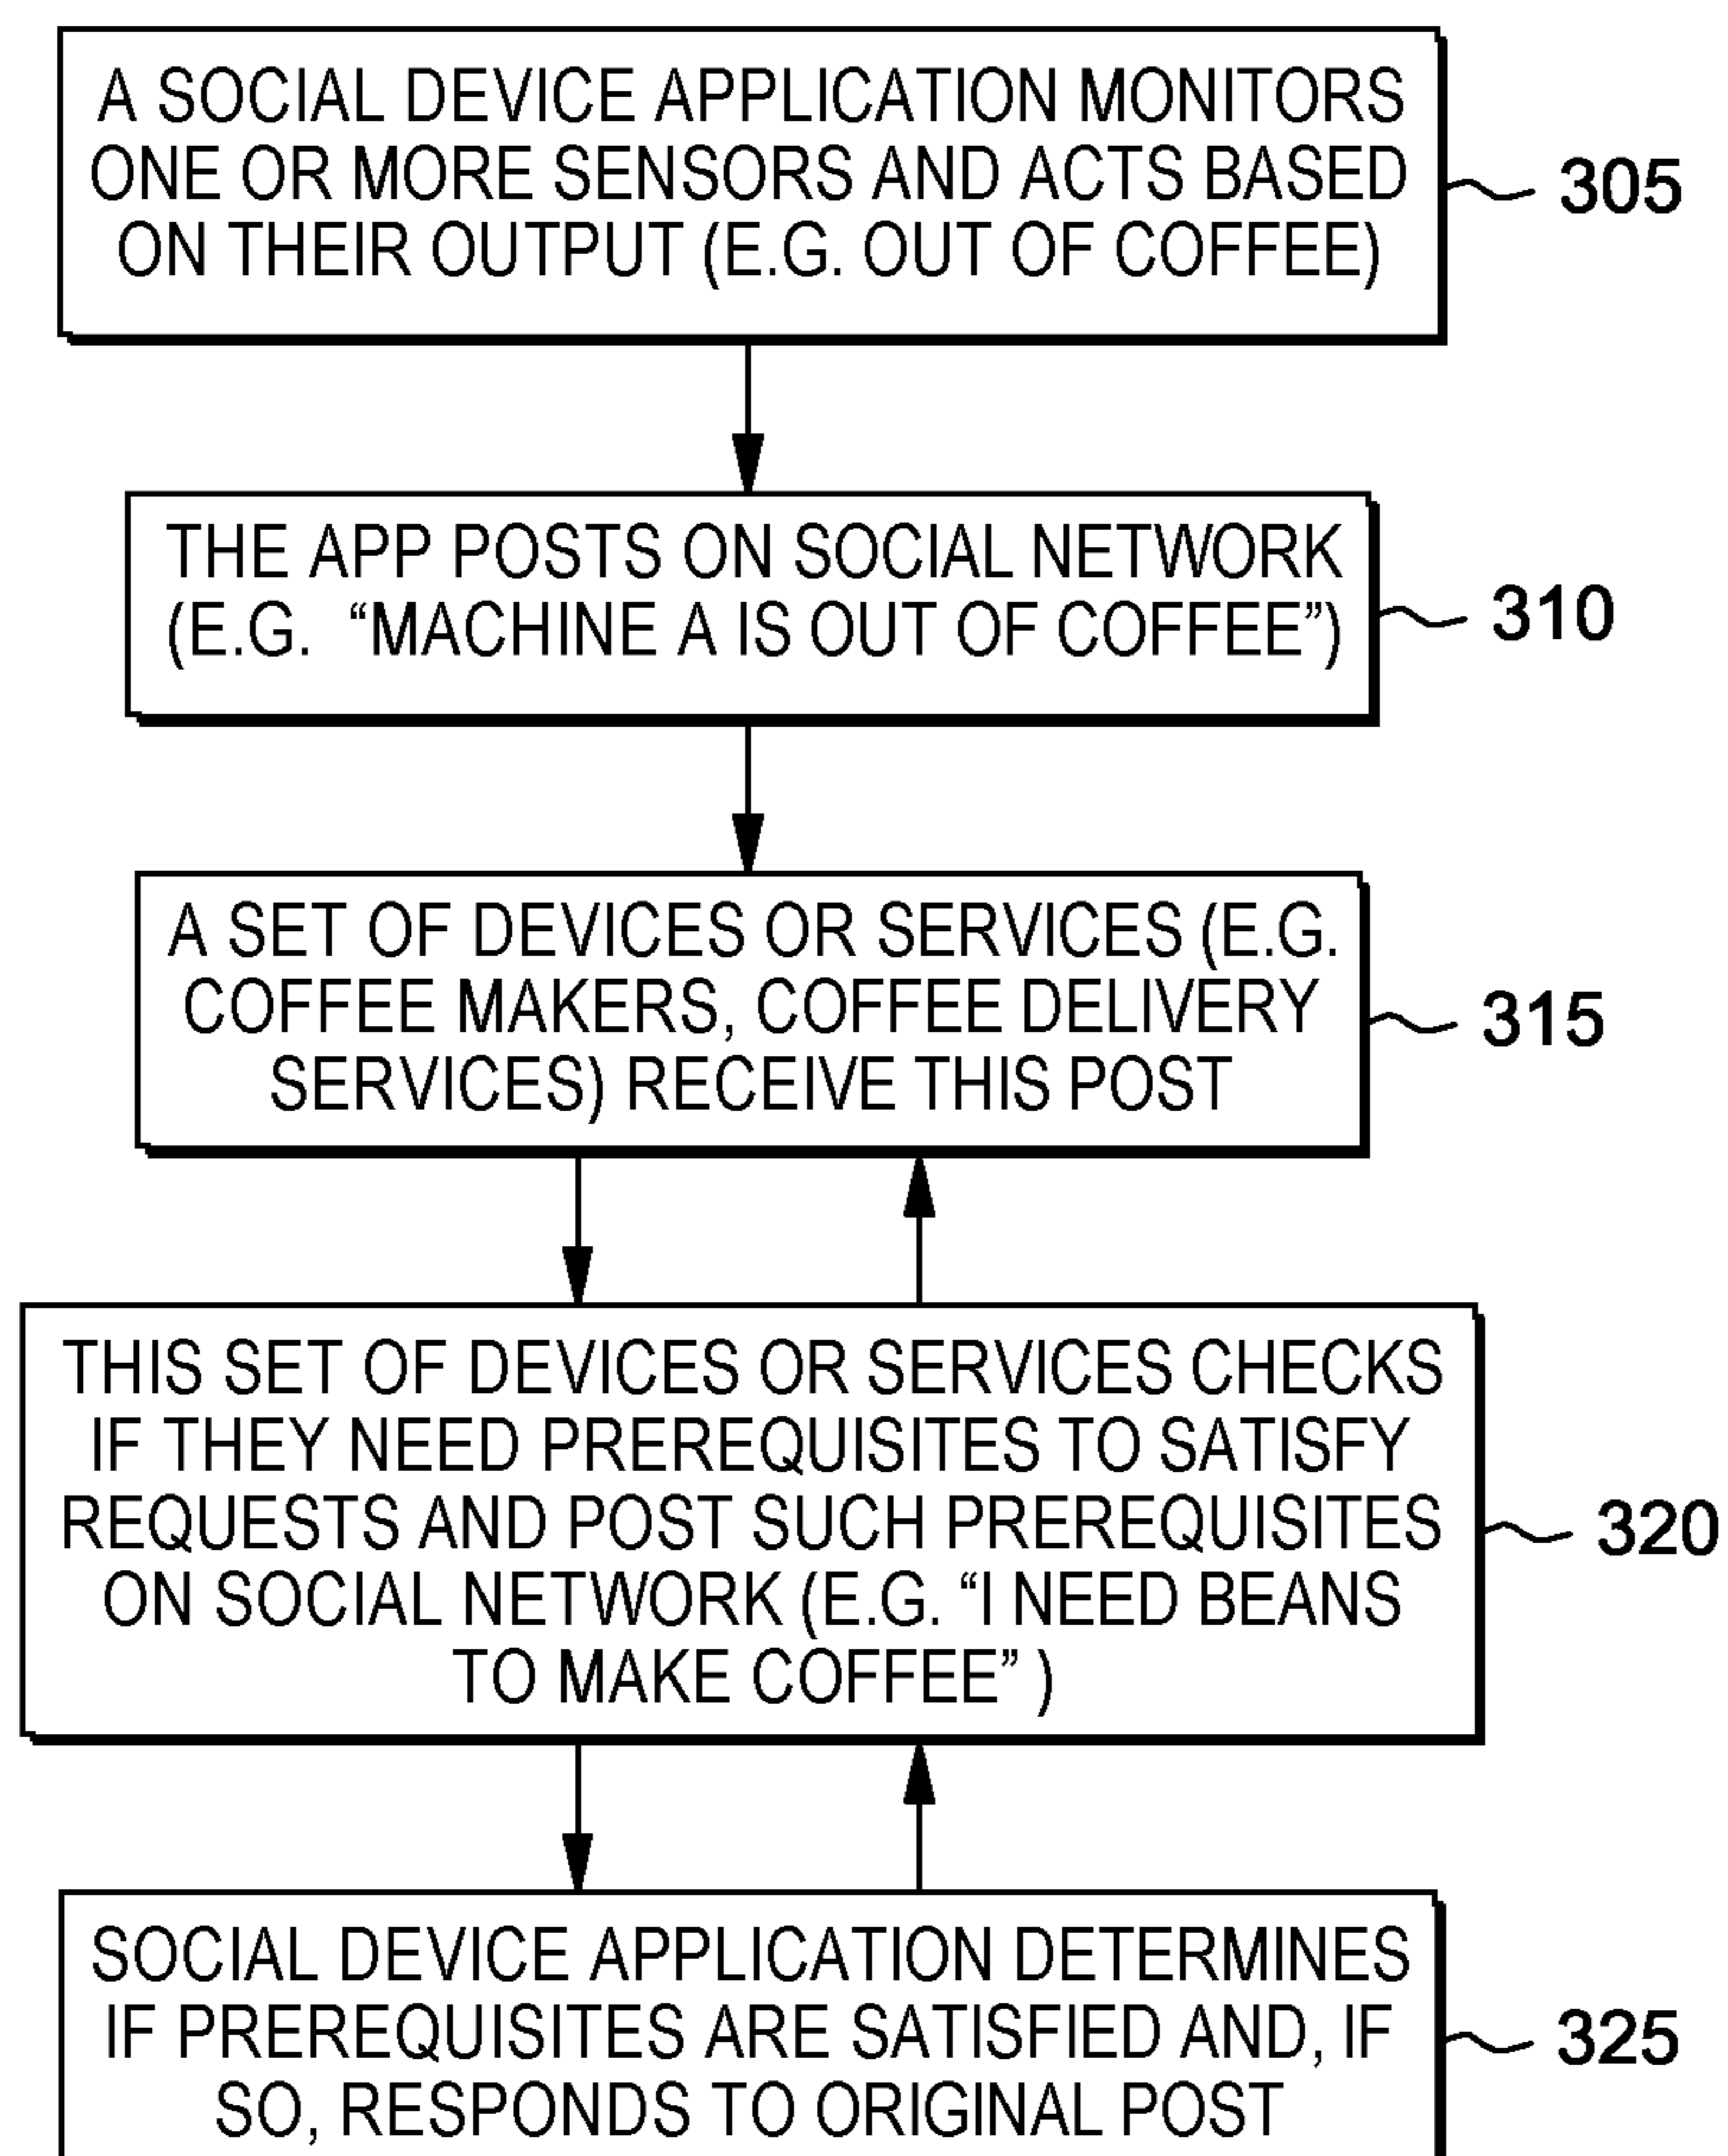 A SOCIAL DEVICE APPLICATION MONITORS
ONE OR MORE SENSORS AND ACTS BASED
ON THEIR OUTPUT (E.G. OUT OF COFFEE)
305
THE APP POSTS ON SOCIAL NETWORK
(E.G. “MACHINE A IS OUT OF COFFEE”)
310
A SET OF DEVICES OR SERVICES (E.G.
COFFEE MAKERS, COFFEE DELIVERY
SERVICES) RECEIVE THIS POST
315
THIS SET OF DEVICES OR SERVICES CHECKS
IF THEY NEED PREREQUISITES TO SATISFY
REQUESTS AND POST SUCH PREREQUISITES
ON SOCIAL NETWORK (E.G. “I NEED BEANS
TO MAKE COFFEE” )
320
SOCIAL DEVICE APPLICATION DETERMINES
IF PREREQUISITES ARE SATISFIED AND, IF
SO, RESPONDS TO ORIGINAL POST
325